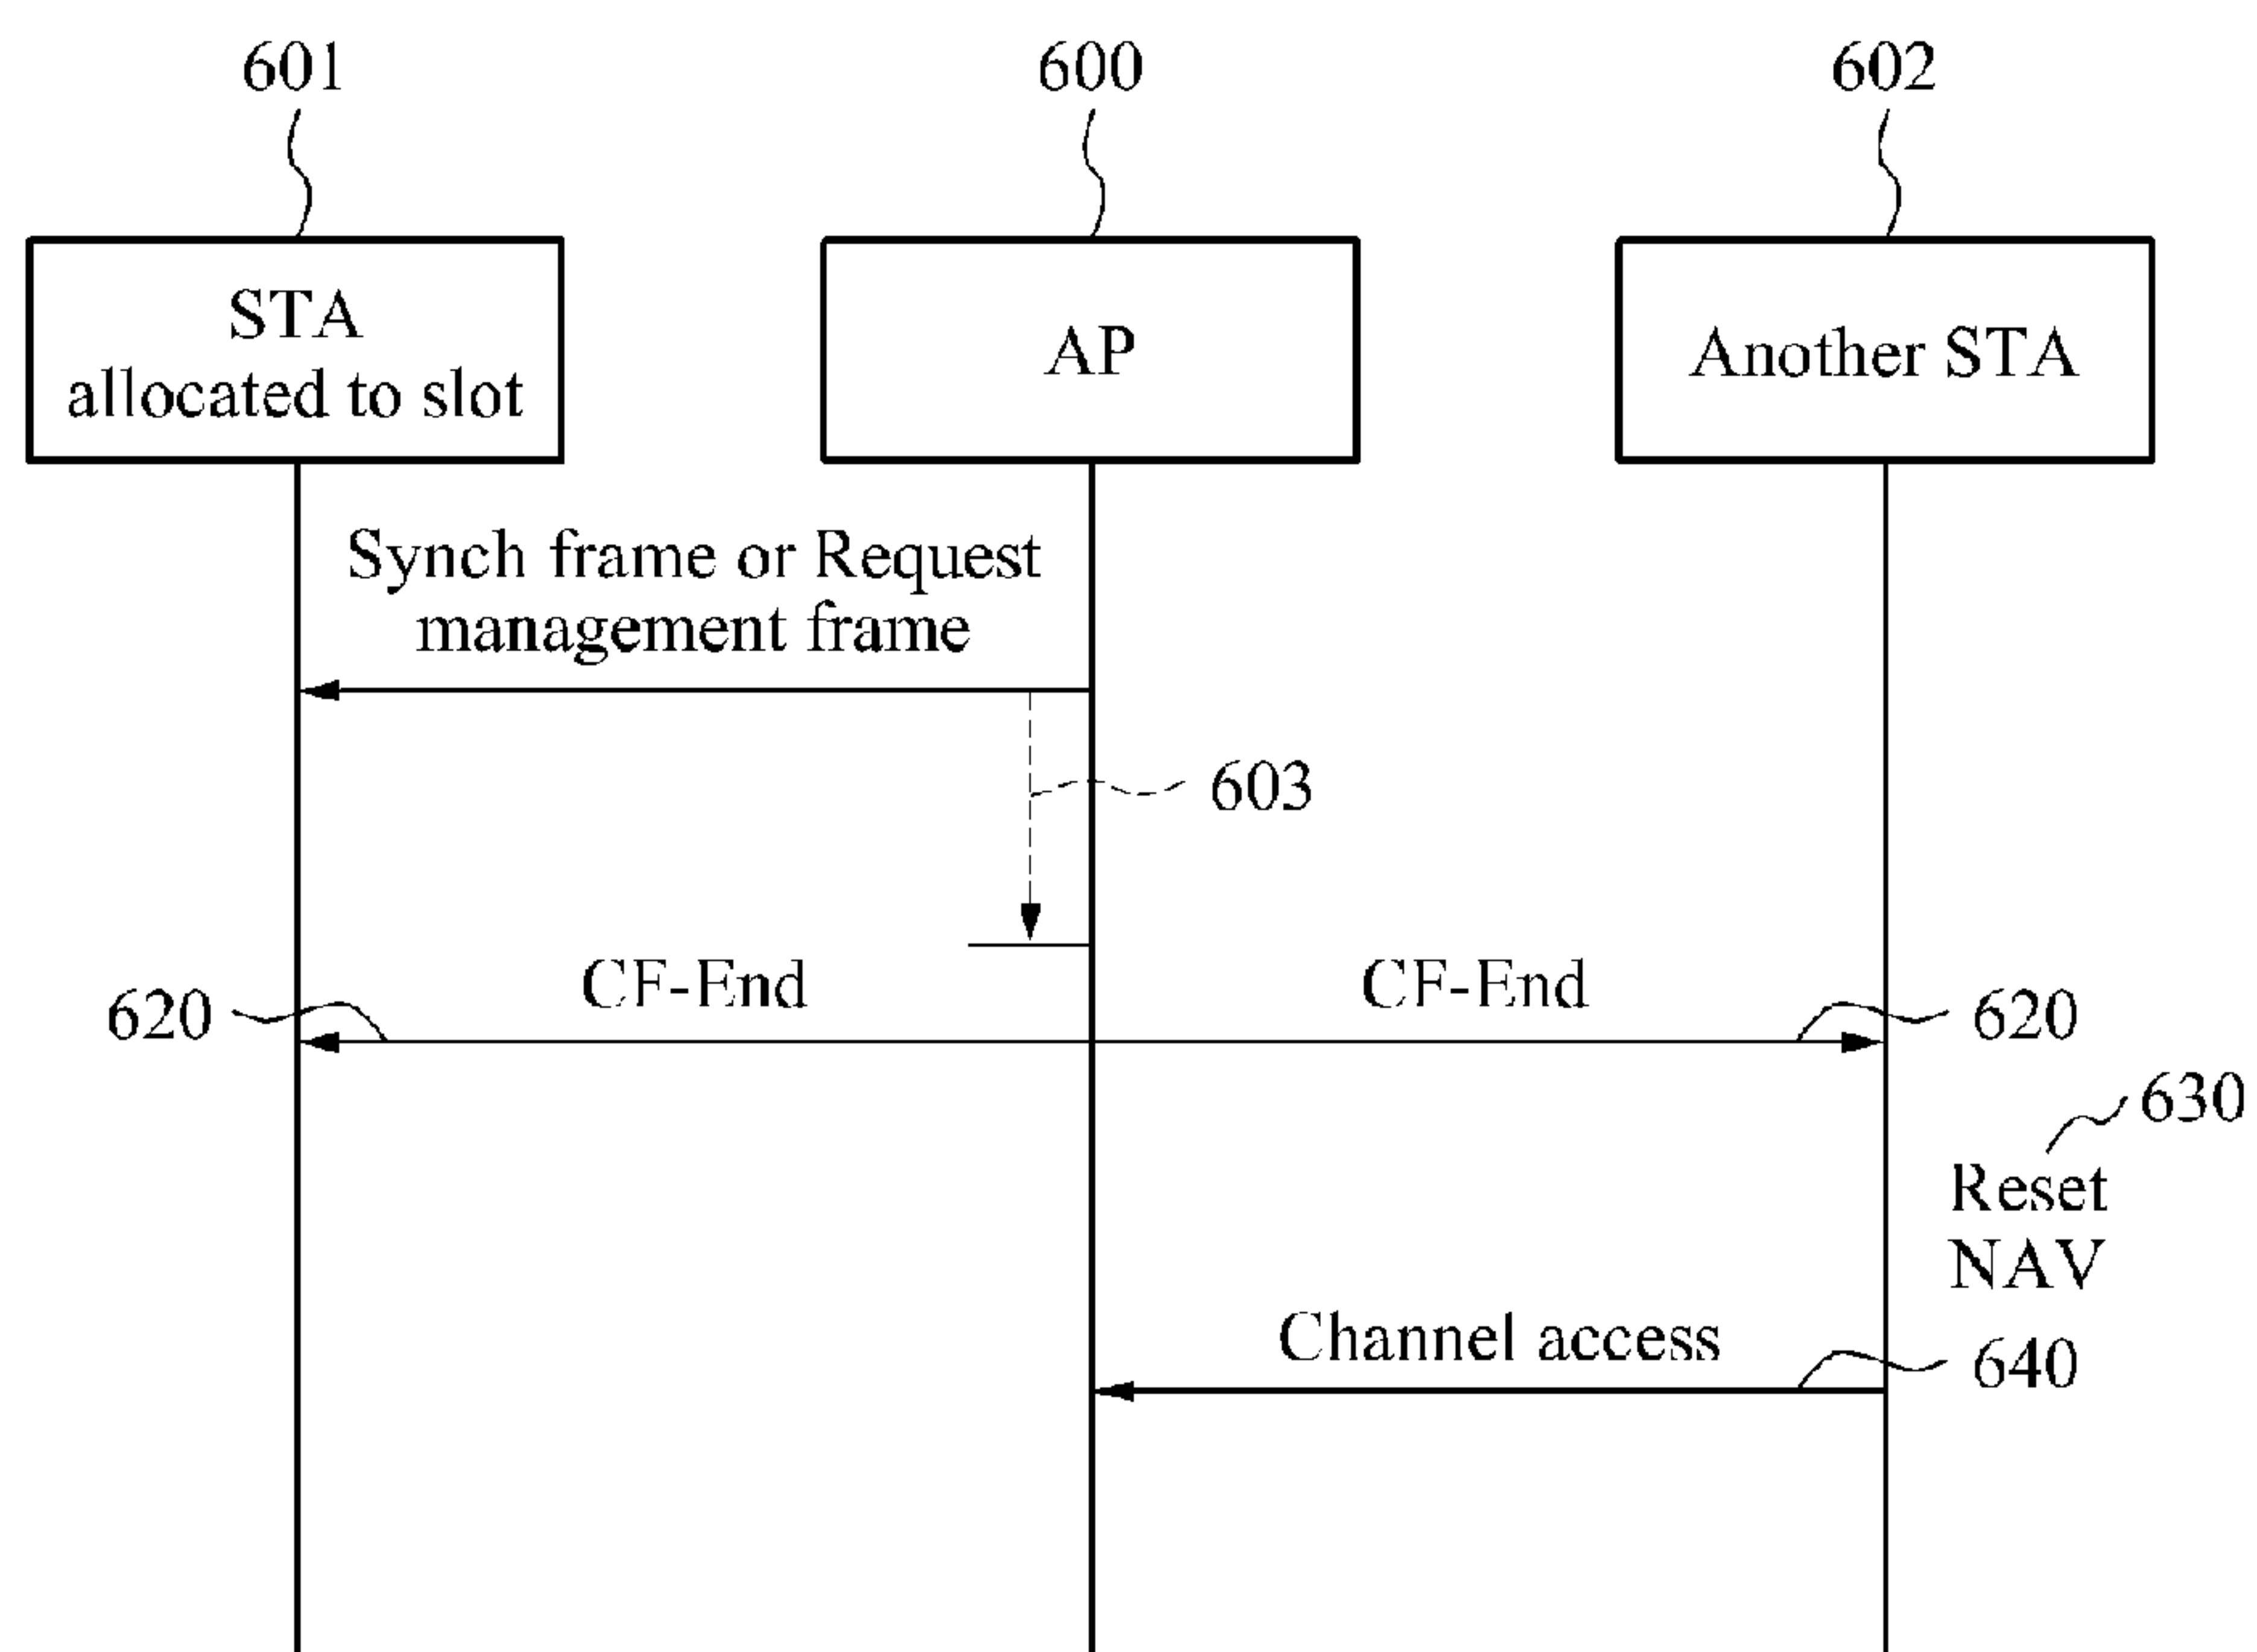 601
600
602
STA
allocated to slot
AP
Another STA
Synch frame or Request
management frame
603
CF-End
CF-End
620
620
630
Reset
NAV
Channel access
640